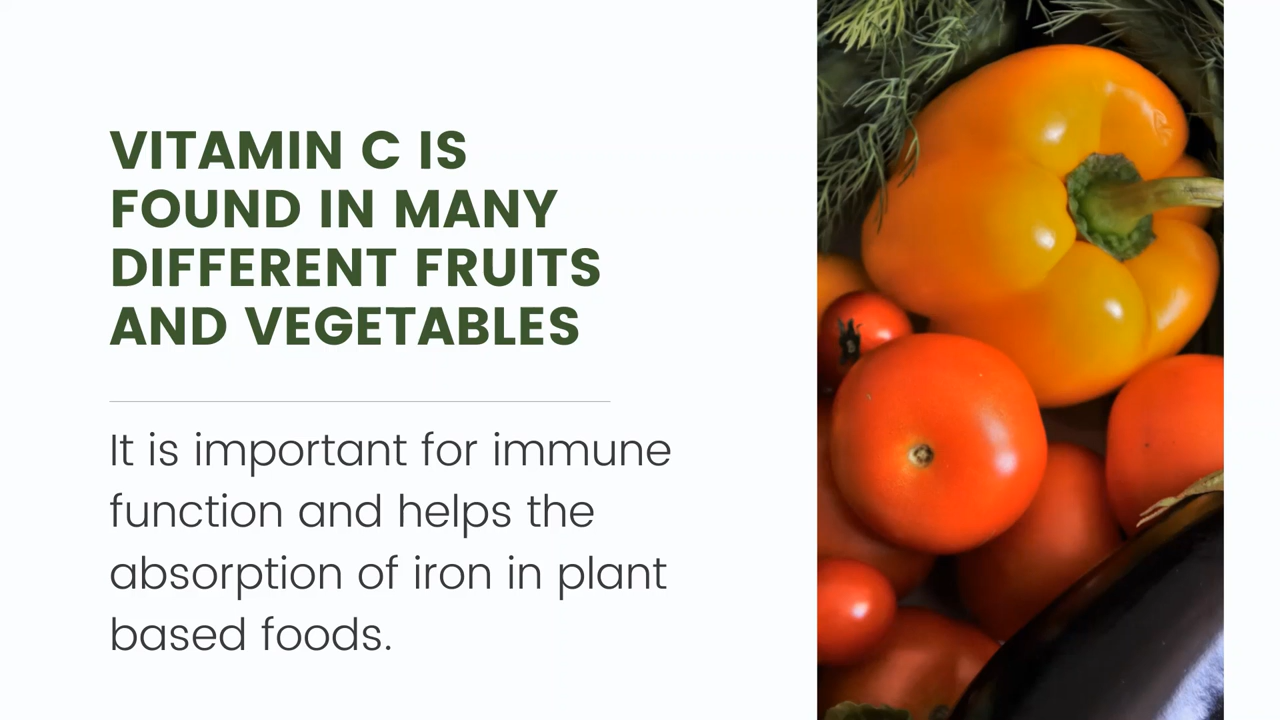 VITAMIN C IS
FOUND IN MANY
DIFFERENT FRUITS
AND VEGETABLES
It is important for immune
function and helps the
absorption of iron in plant
based foods.